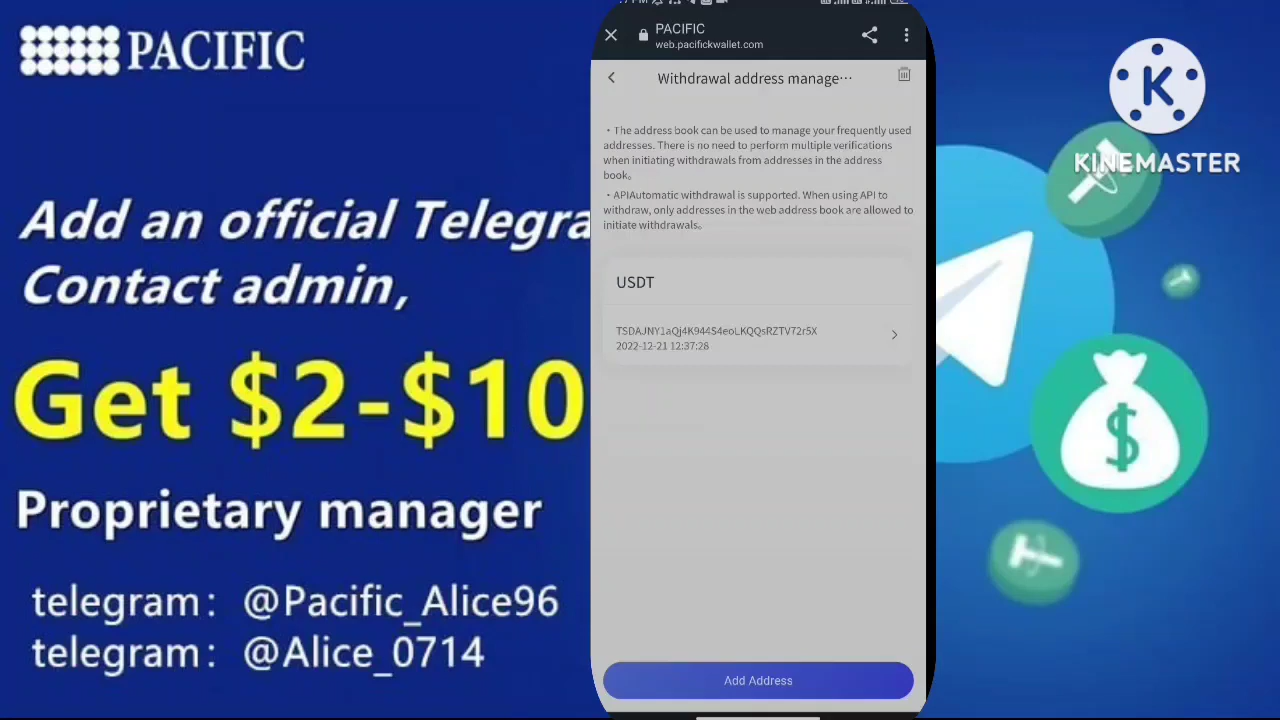 PACIFIC
Add an official Telegra
Contact admin,
Get $2-$10
Proprietary manager
telegram: @Pacific_Alice96
telegram: @Alice_0714
PACIFIC
web.pacifickwallet.com
Withdrawal address manage···
・The address book can be used to manage your frequently used
addresses. There is no need to perform multiple verifications
when initiating withdrawals from addresses in the address
book。
・APIAutomatic withdrawal is supported. When using API to
withdraw, only addresses in the web address book are allowed to
initiate withdrawals。
USDT
TSDAJNY1aQj4K944S4eoLKQQsRZTV72r5X
2022-12-21 12:37:28
Add Address
K
KINEMASTER
$